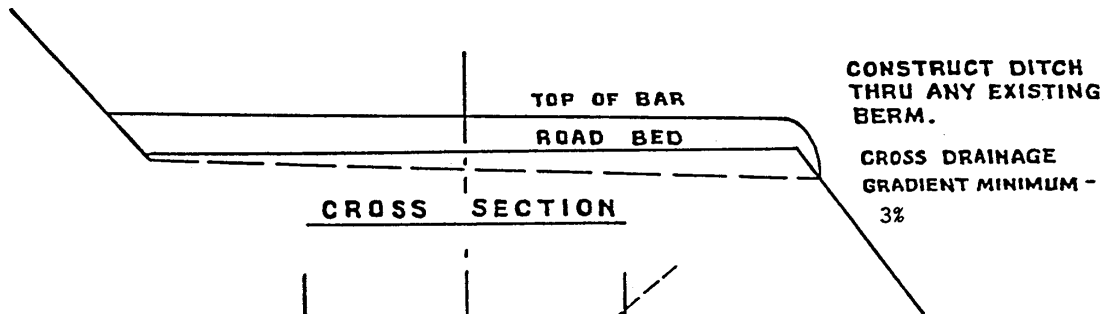 TOP OF BAR
ROAD BED
CROSS SECTION
CONSTRUCT DITCH
THRU ANY EXISTING
BERM.
CROSS DRAINAGE
GRADIENT MINIMUM -
3%